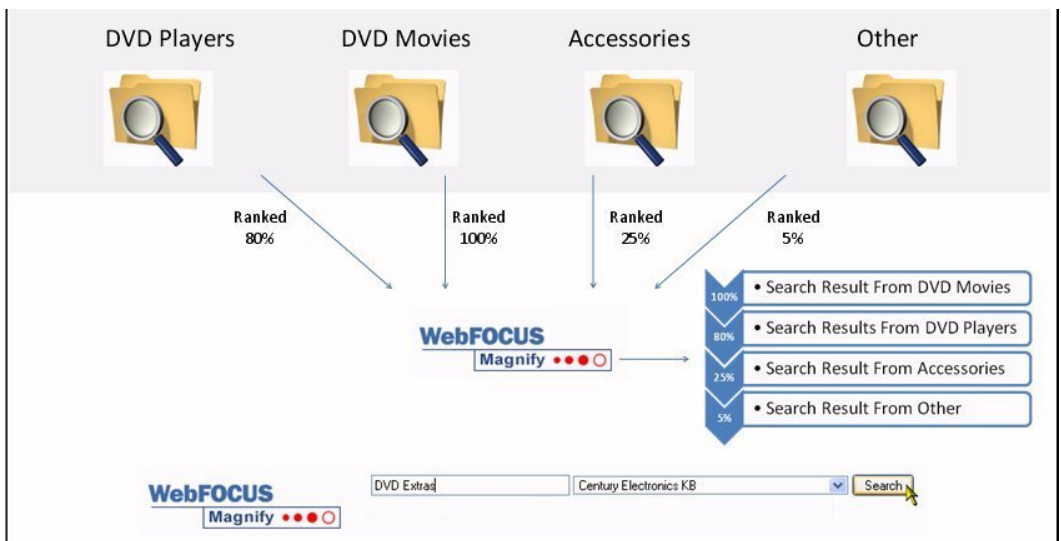 DVD Players
DVD Movies
Accessories
Other
Ranked
80%
Ranked
100%
Ranked
25%
Ranked
5%
WebFOCUS
Magnify
100%
• Search Result From DVD Movies
80%
• Search Results From DVD Players
25%
• Search Result From Accessories
5%
• Search Result From Other
WebFOCUS
Magnify
DVD Extras
Century Electronics KB
Search